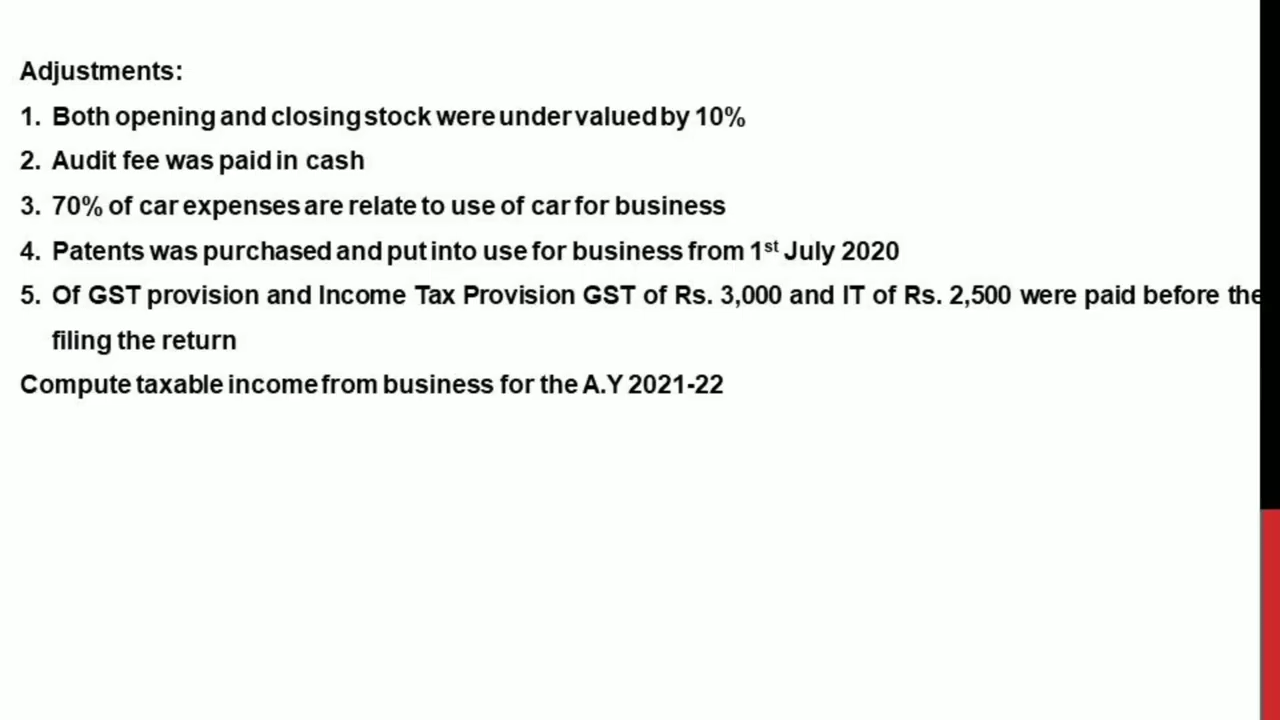 Adjustments:
1. Both opening and closing stock were undervalued by 10%
2. Audit fee was paid in cash
3. 70% of car expenses are relate to use of car for business
4. Patents was purchased and put into use for business from 1st July 2020
5. Of GST provision and Income Tax Provision GST of Rs. 3,000 and IT of Rs. 2,500 were paid before the
filing the return
Compute taxable income from business for the A.Y 2021-22